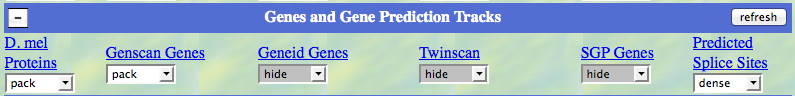 − Genes and Gene Prediction Tracks refresh
D. mel Proteins
pack
Genscan Genes
pack
Geneid Genes
hide
Twinscan
hide
SGP Genes
hide
Predicted
Splice Sites
dense